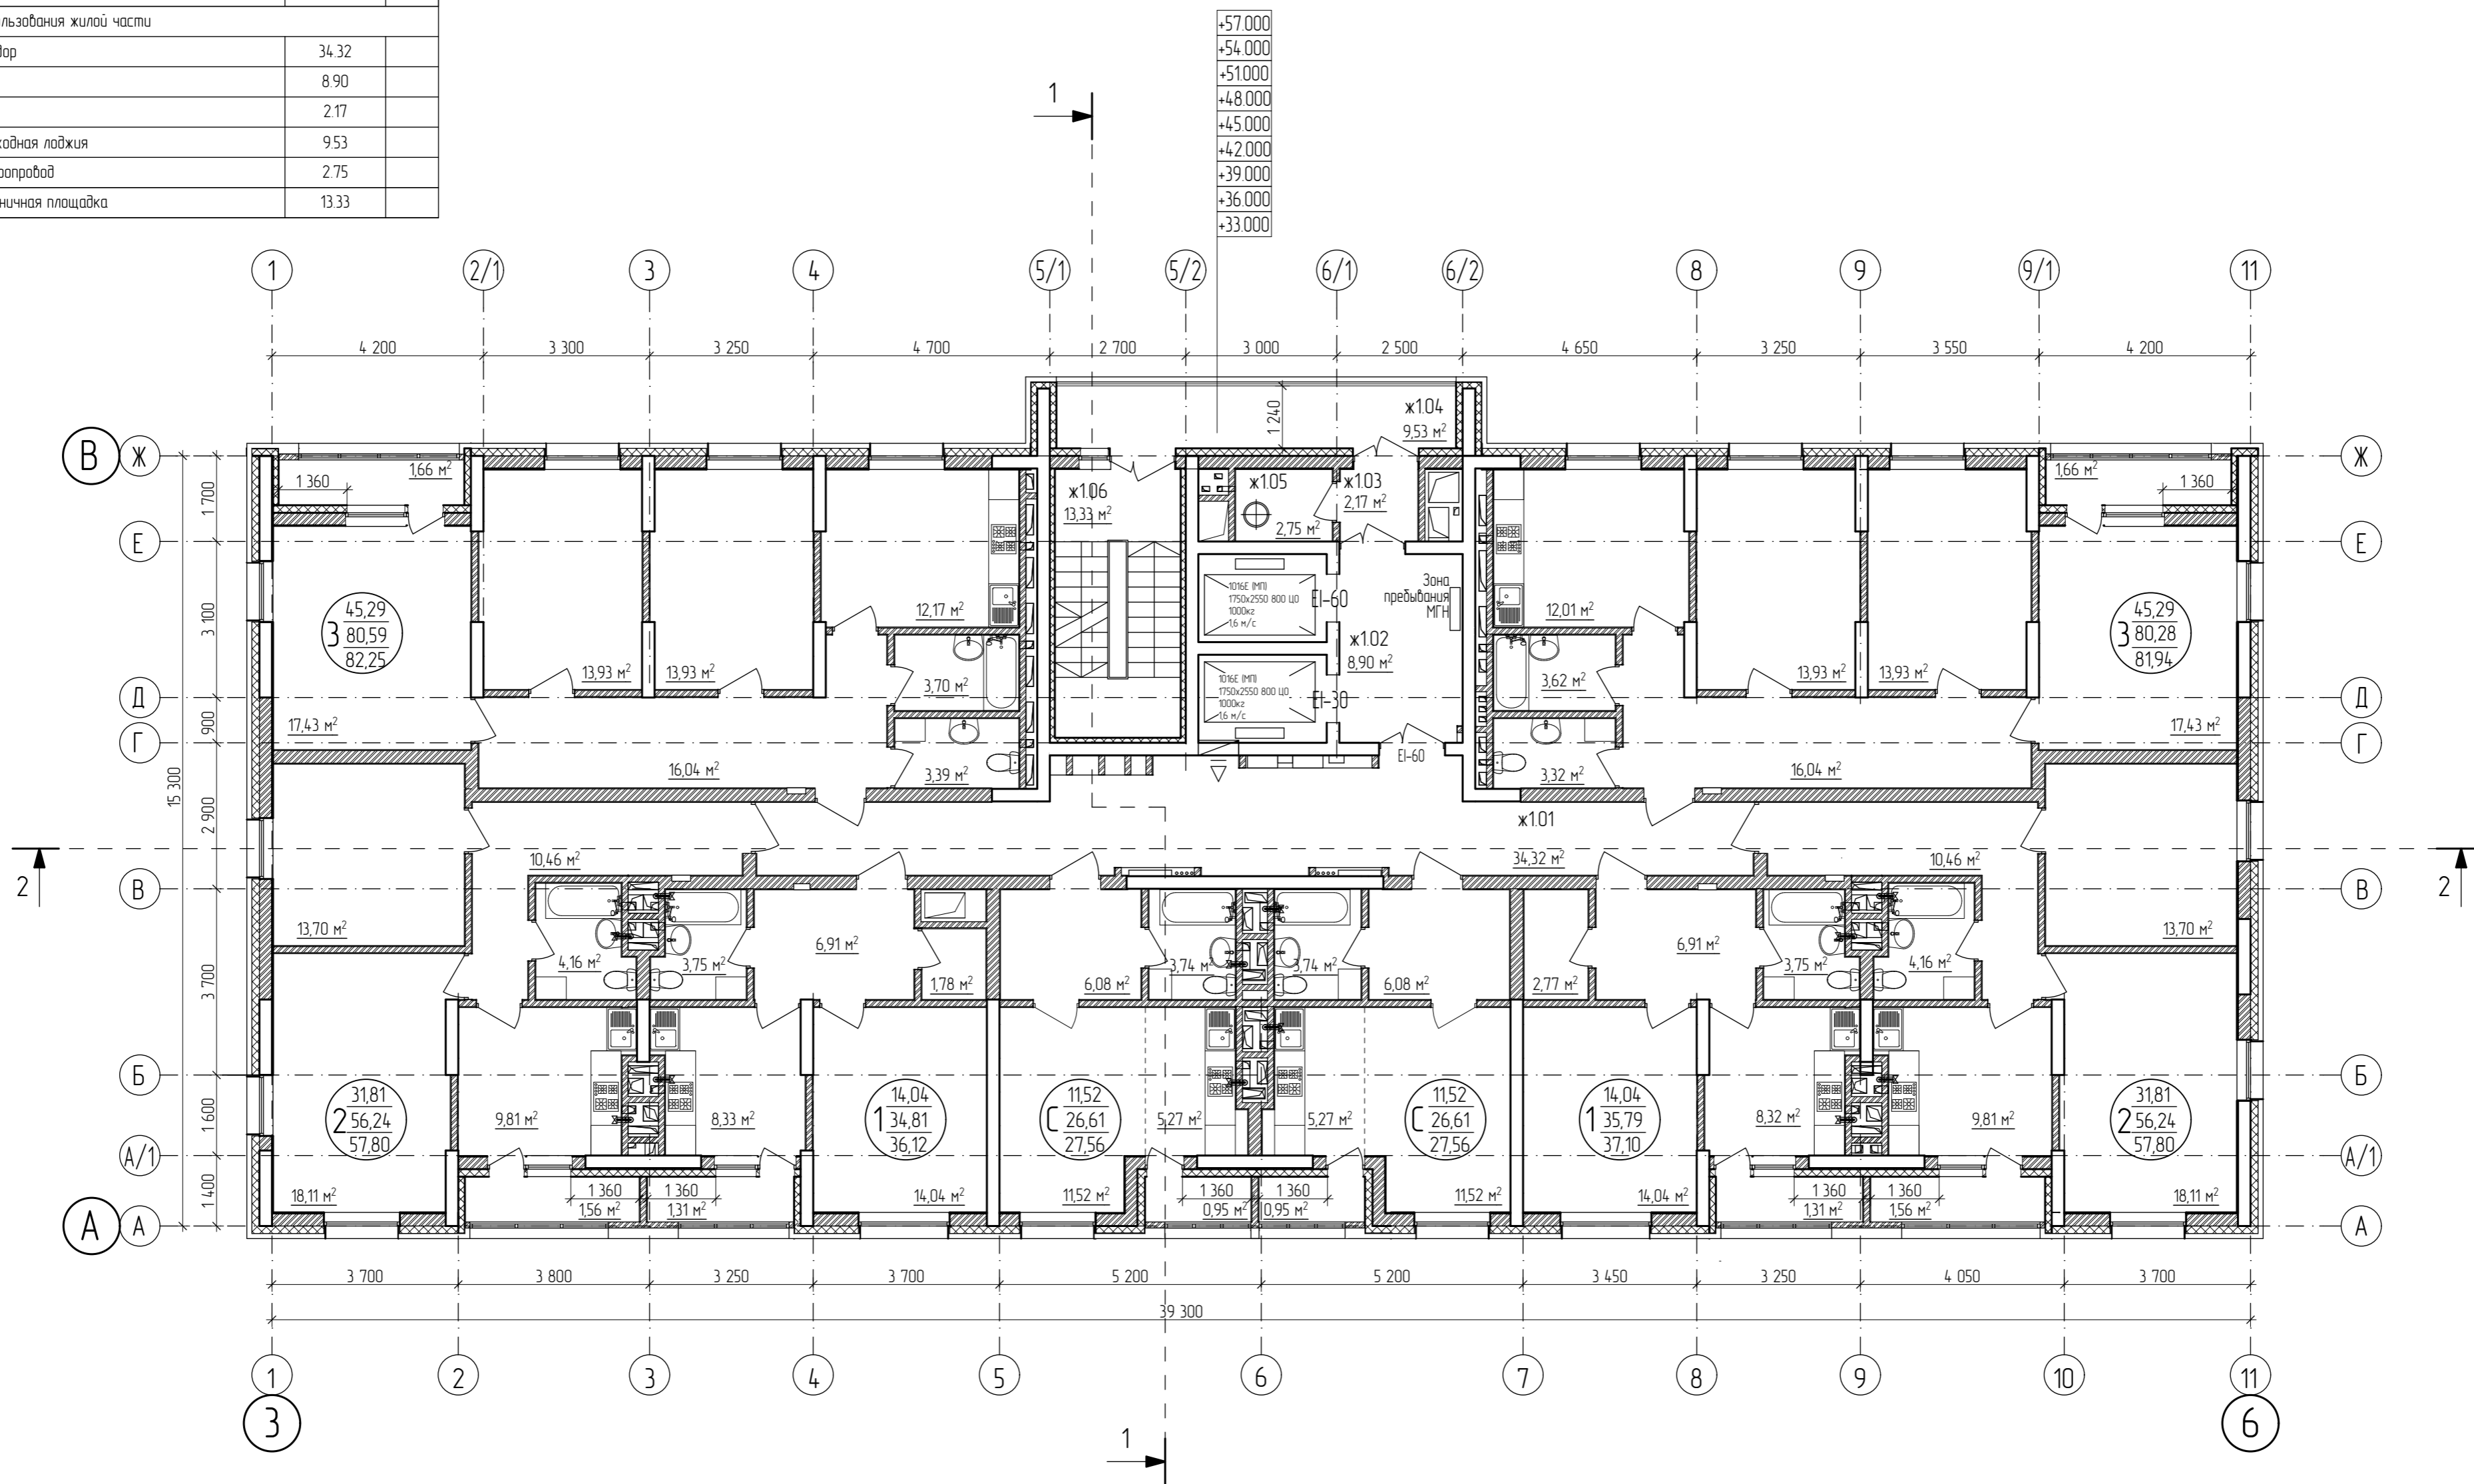 льзования жилой части
дор 34.32
8.90
2.17
ходная лоджия 9.53
ропровод 2.75
ничная площадка 13.33
+57.000
+54.000
+51.000
+48.000
+45.000
+42.000
+39.000
+36.000
+33.000
1
1 2/1 3 4 5/1 5/2 6/1 6/2 8 9 9/1 11
4 200 3 300 3 250 4 700 2 700 3 000 2 500 4 650 3 250 3 550 4 200
1 240
ж1.04
9,53 м²
В Ж
Ж
1,66 м²
1 360
1,66 м²
1 360
1 700
ж1.06
13,33 м²
ж1.05
2,75 м²
ж1.03
2,17 м²
Е
Е
3 100
1016Е (МП)
1750х2550 800 ЦО
1000кг
1,6 м/с
EI-60
Зона
пребывания
МГН
12,17 м²
12,01 м²
3
45,29
80,59
82,25
3
45,29
80,28
81,94
ж1.02
8,90 м²
13,93 м²
13,93 м²
13,93 м²
13,93 м²
3,70 м²
3,62 м²
1016Е (МП)
1750х2550 800 ЦО
1000кг
1,6 м/с
EI-30
Д
Д
17,43 м²
17,43 м²
900
Г
Г
EI-60
16,04 м²
3,39 м²
3,32 м²
16,04 м²
15 300
2 900
ж1.01
34,32 м²
2
2
10,46 м²
10,46 м²
В
В
13,70 м²
13,70 м²
3 700
4,16 м²
3,75 м²
6,91 м²
1,78 м²
6,08 м²
3,74 м²
3,74 м²
6,08 м²
2,77 м²
6,91 м²
3,75 м²
4,16 м²
Б
Б
1 600
2
31,81
56,24
57,80
9,81 м²
8,33 м²
1
14,04
34,81
36,12
С
11,52
26,61
27,56
5,27 м²
5,27 м²
С
11,52
26,61
27,56
1
14,04
35,79
37,10
8,32 м²
9,81 м²
2
31,81
56,24
57,80
А/1
А/1
1 400
18,11 м²
1 360
1,56 м²
1 360
1,31 м²
14,04 м²
11,52 м²
1 360
0,95 м²
1 360
0,95 м²
11,52 м²
14,04 м²
1 360
1,31 м²
1 360
1,56 м²
18,11 м²
А А
А
3 700 3 800 3 250 3 700 5 200 5 200 3 450 3 250 4 050 3 700
39 300
1 2 3 4 5 6 7 8 9 10 11
3 6
1